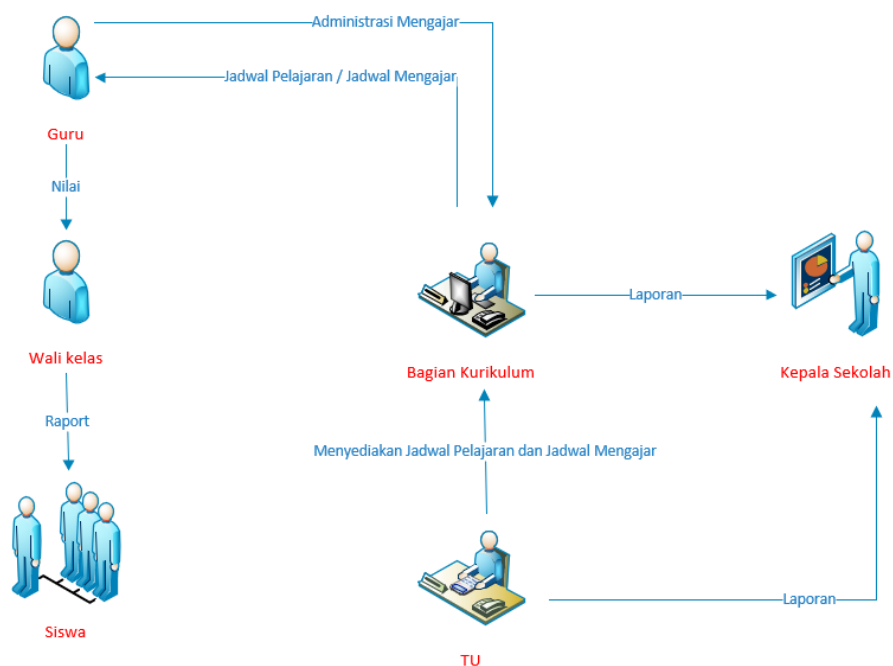 Administrasi Mengajar
Jadwal Pelajaran / Jadwal Mengajar
Guru
Nilai
Wali kelas
Bagian Kurikulum
Laporan
Kepala Sekolah
Raport
Menyediakan Jadwal Pelajaran dan Jadwal Mengajar
Siswa
TU
Laporan